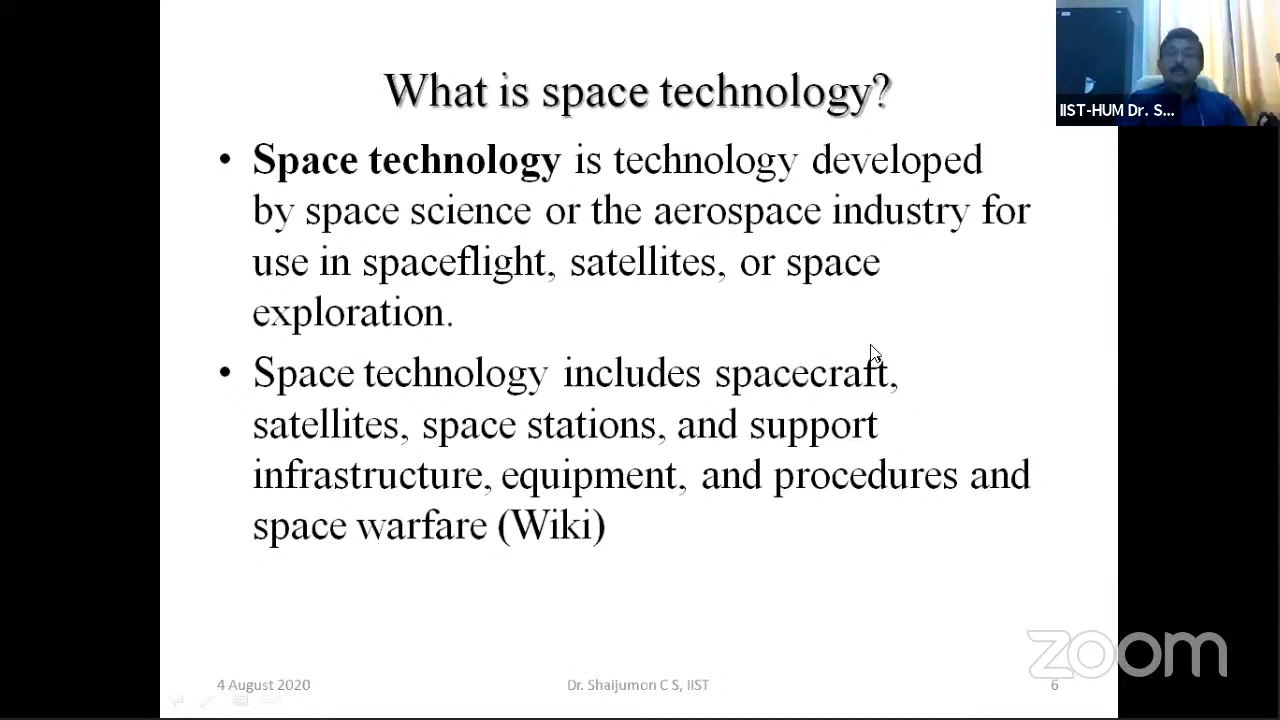 What is space technology?
• Space technology is technology developed
by space science or the aerospace industry for
use in spaceflight, satellites, or space
exploration.
• Space technology includes spacecraft,
satellites, space stations, and support
infrastructure, equipment, and procedures and
space warfare (Wiki)
IIST-HUM Dr. S...
zoom
4 August 2020
Dr. Shaijumon C S, IIST
6